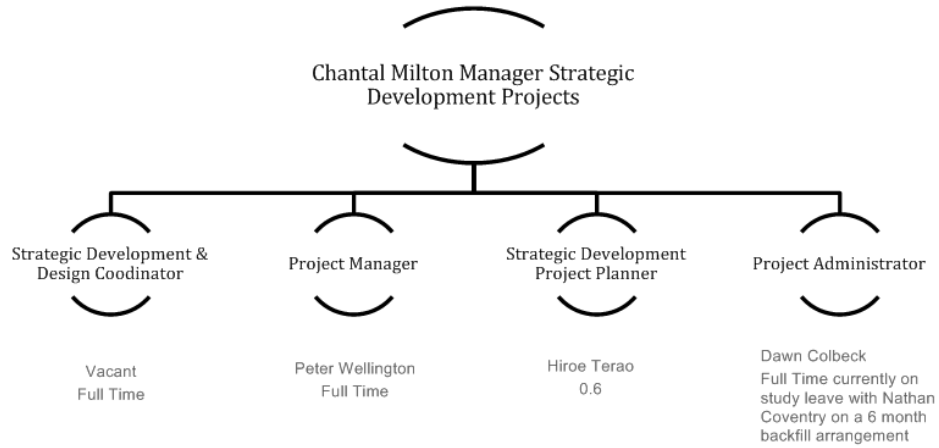 Chantal Milton Manager Strategic
Development Projects
Strategic Development &
Design Coodinator
Project Manager
Strategic Development
Project Planner
Project Administrator
Vacant
Full Time
Peter Wellington
Full Time
Hiroe Terao
0.6
Dawn Colbeck
Full Time currently on
study leave with Nathan
Coventry on a 6 month
backfill arrangement